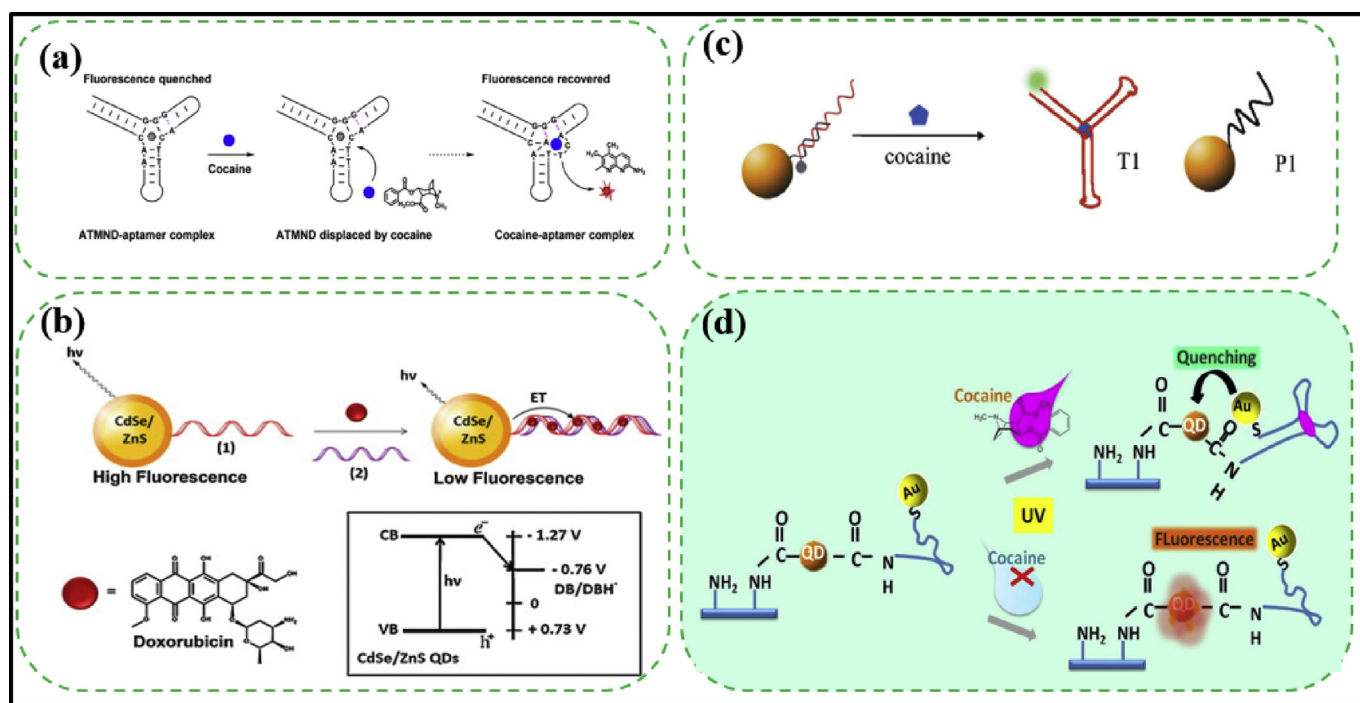 (a)
Fluorescence quenched
Fluorescence recovered
Cocaine
ATMND-aptamer complex
ATMND displaced by cocaine
Cocaine-aptamer complex
(c)
cocaine
T1
P1
(b)
hν
hν
CdSe/
ZnS
(1)
High Fluorescence
(2)
ET
CdSe/
ZnS
Low Fluorescence
= Doxorubicin
CB
e⁻
- 1.27 V
hν
- 0.76 V
DB/DBH
0
VB
h⁺
+ 0.73 V
CdSe/ZnS QDs
(d)
Quenching
Cocaine
O
C
QD
Au
S
O
C
N
H
NH₂ NH
UV
Au
S
O
O
C
QD
C
N
H
NH₂ NH
Cocaine
FLuorescence
Au
S
O
O
C
QD
C
N
H
NH₂ NH